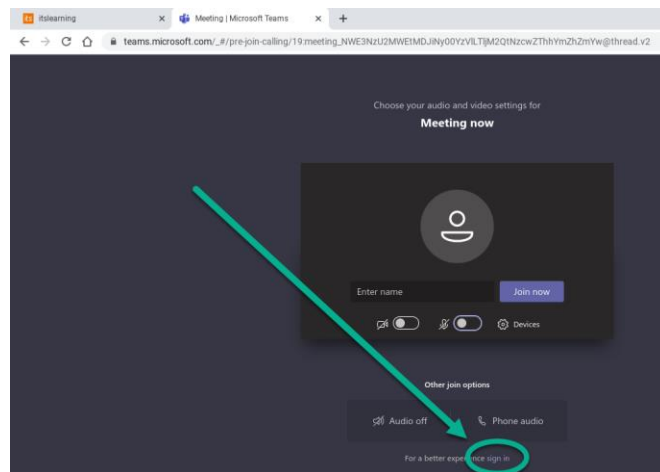 itslearning
Meeting | Microsoft Teams
teams.microsoft.com/_#/pre-join-calling/19:meeting_NWE3NzU2MWEtMDJiNy00YzVlLTljM2QtNzcwZThhYmZhZmYw@thread.v2
Choose your audio and video settings for
Meeting now
Enter name
Join now
Devices
Other join options
Audio off
Phone audio
For a better experience sign in